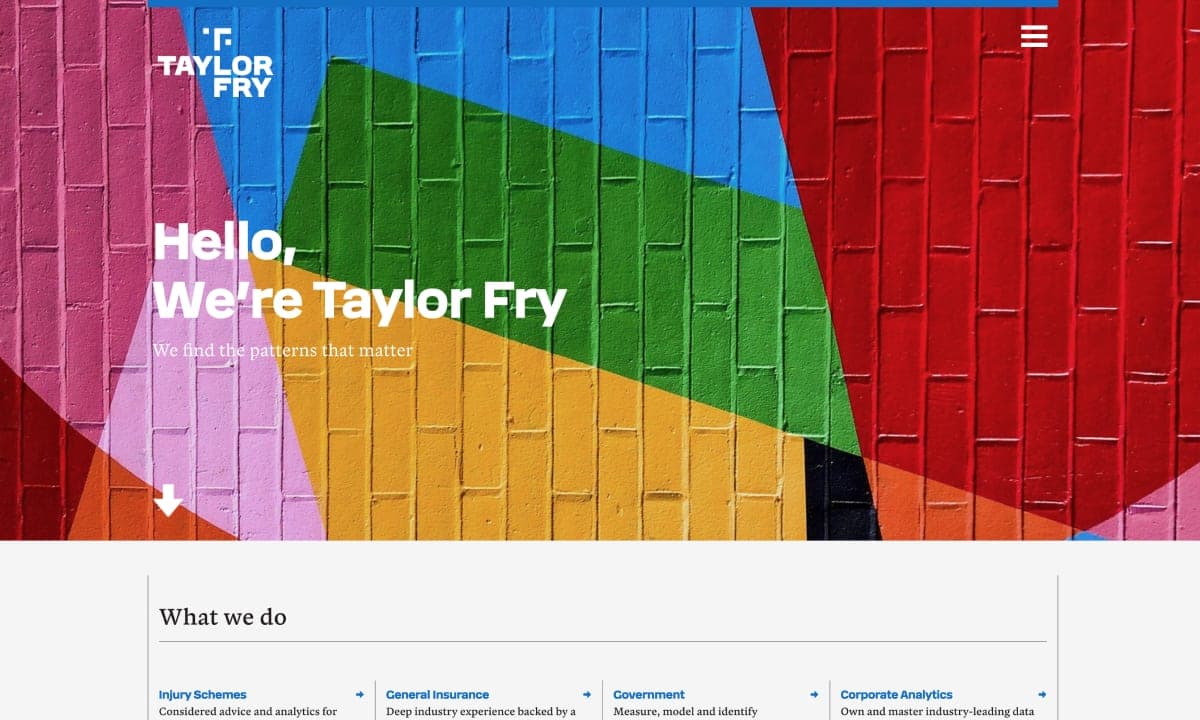 TAYLOR
FRY
Hello,
We're Taylor Fry
We find the patterns that matter
What we do
Injury Schemes
General Insurance
Government
Corporate Analytics
Considered advice and analytics for
Deep industry experience backed by a
Measure, model and identify
Own and master industry-leading data